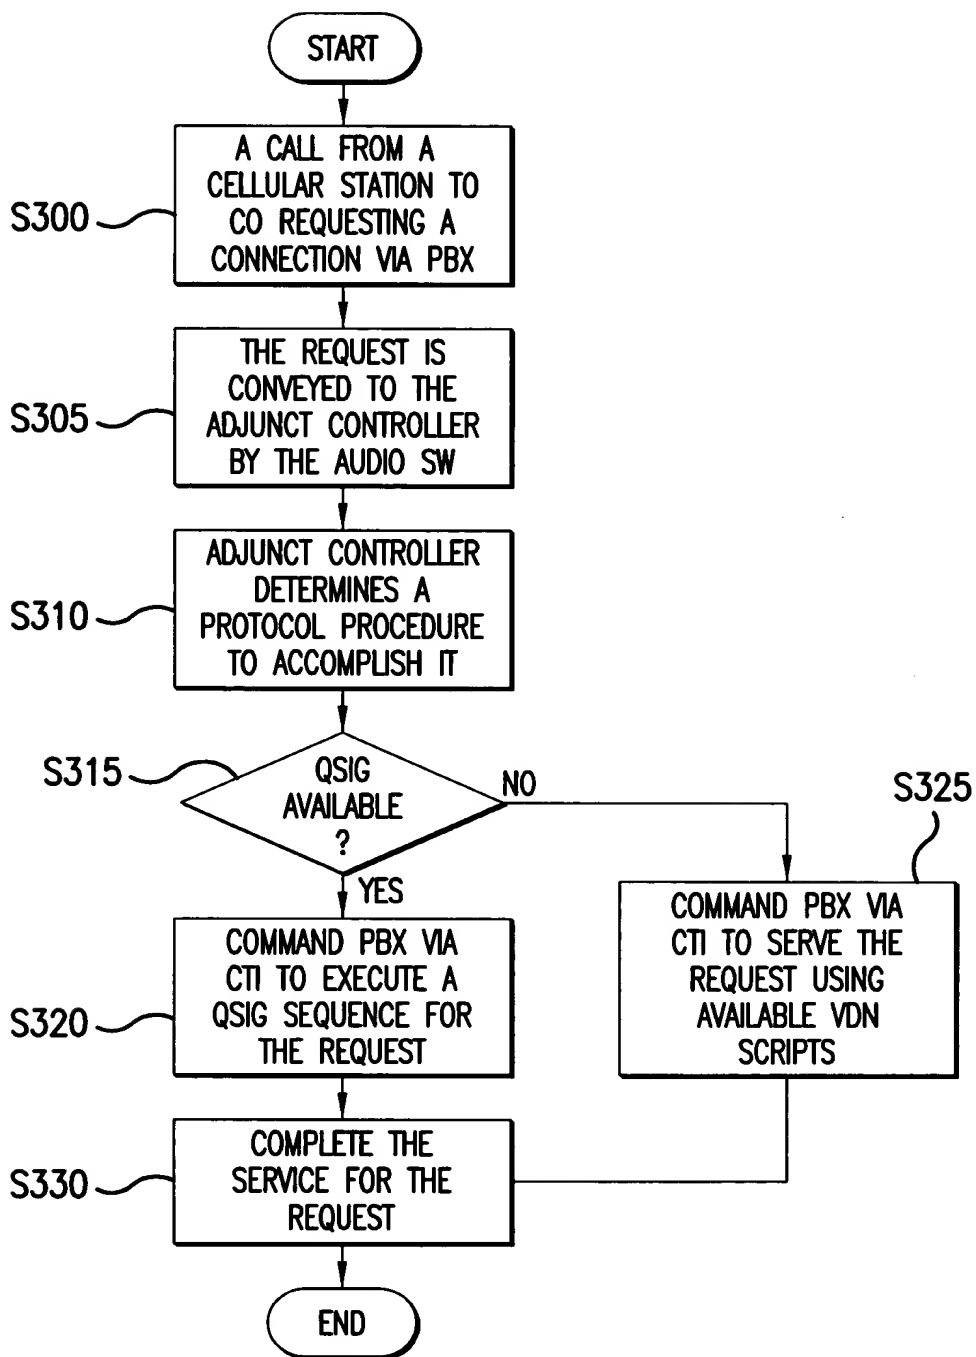 START
S300
A CALL FROM A
CELLULAR STATION TO
CO REQUESTING A
CONNECTION VIA PBX
S305
THE REQUEST IS
CONVEYED TO THE
ADJUNCT CONTROLLER
BY THE AUDIO SW
S310
ADJUNCT CONTROLLER
DETERMINES A
PROTOCOL PROCEDURE
TO ACCOMPLISH IT
S315
QSIG
AVAILABLE
?
NO
YES
S325
COMMAND PBX VIA
CTI TO SERVE THE
REQUEST USING
AVAILABLE VDN
SCRIPTS
S320
COMMAND PBX VIA
CTI TO EXECUTE A
QSIG SEQUENCE FOR
THE REQUEST
S330
COMPLETE THE
SERVICE FOR THE
REQUEST
END